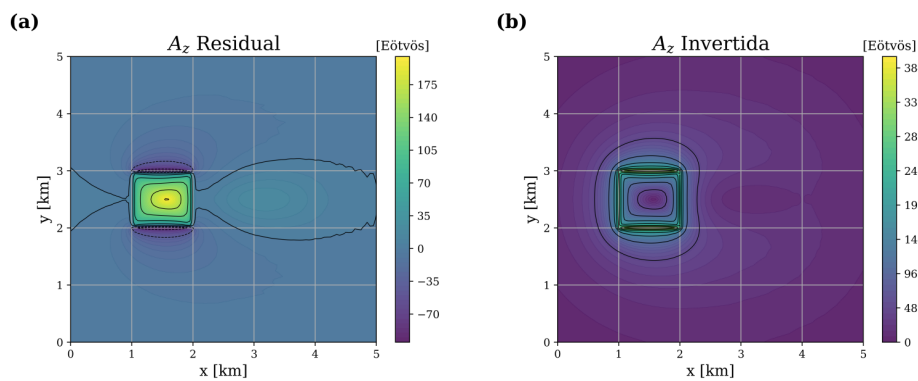 (a)
A_z Residual
[Eötvös]
5
4
3
2
1
0
y [km]
0 1 2 3 4 5
x [km]
175
140
105
70
35
0
−35
−70
(b)
A_z Invertida
[Eötvös]
5
4
3
2
1
0
y [km]
0 1 2 3 4 5
x [km]
38
33
28
24
19
14
96
48
0